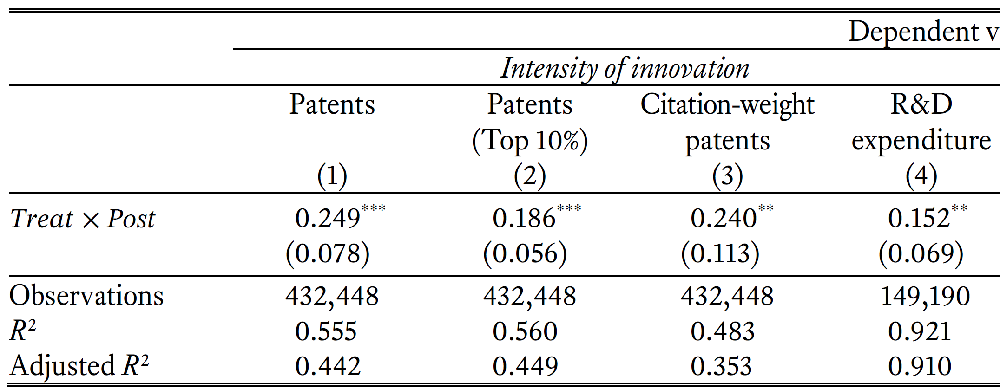 Dependent v
Intensity of innovation
Patents Patents Citation-weight R&D
(Top 10%) patents expenditure
(1) (2) (3) (4)
Treat × Post 0.249*** 0.186*** 0.240** 0.152**
(0.078) (0.056) (0.113) (0.069)
Observations 432,448 432,448 432,448 149,190
R² 0.555 0.560 0.483 0.921
Adjusted R² 0.442 0.449 0.353 0.910